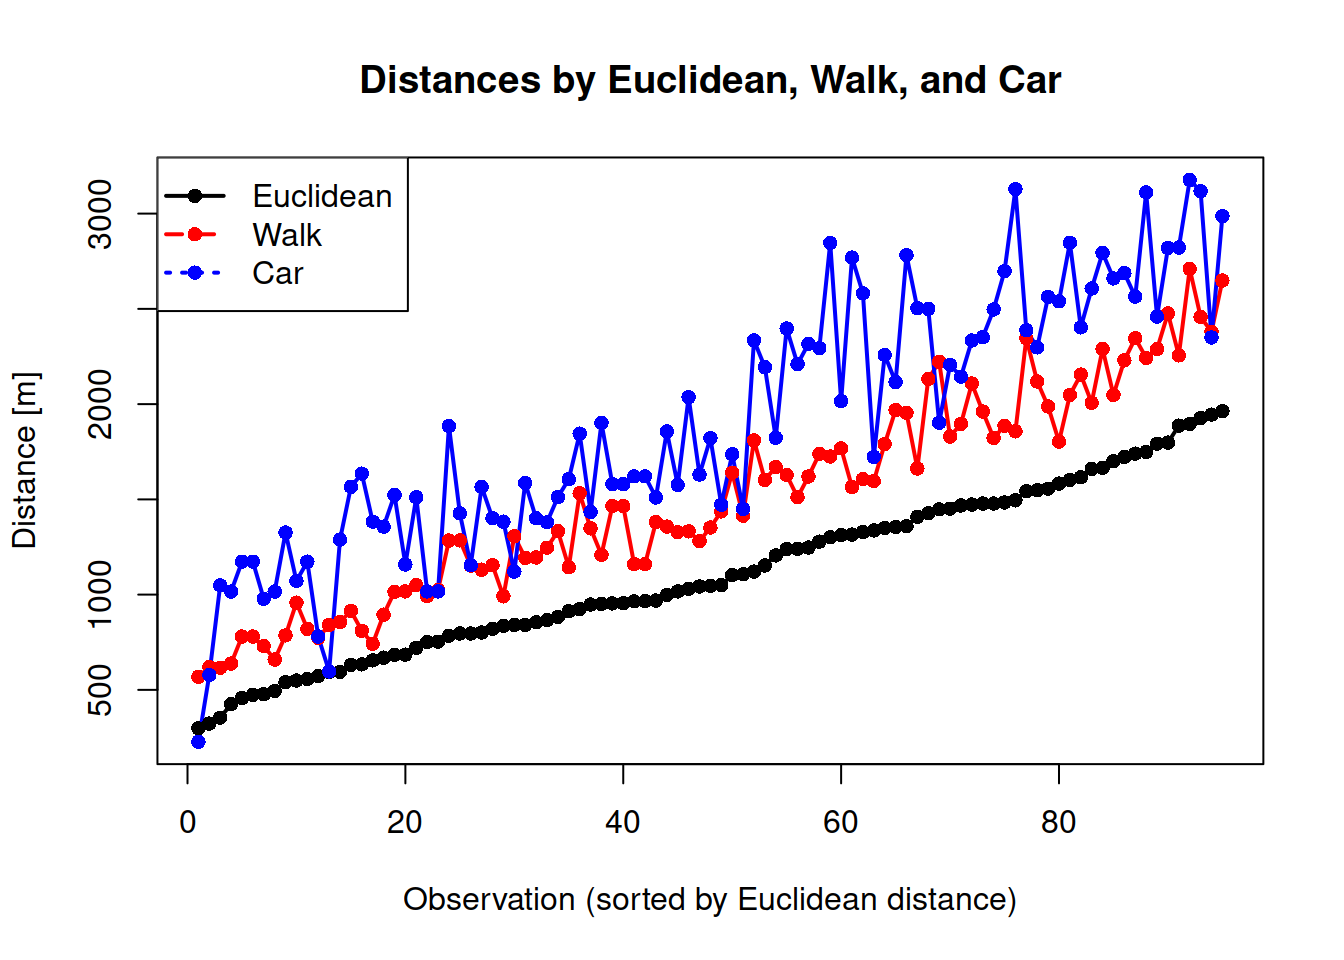 Distances by Euclidean, Walk, and Car
Euclidean
Walk
Car
3000
2000
1000
500
Distance [m]
0 20 40 60 80
Observation (sorted by Euclidean distance)